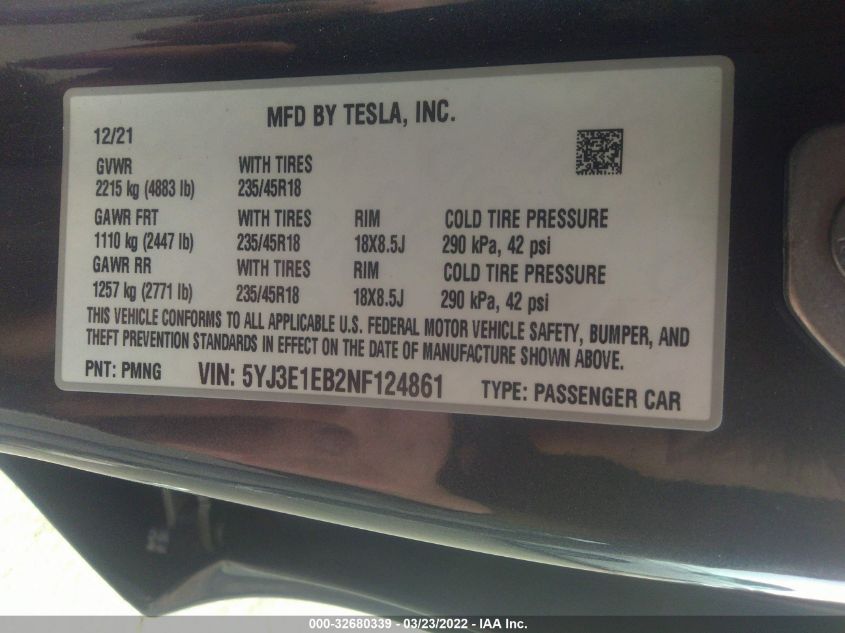 MFD BY TESLA, INC.
12/21
GVWR WITH TIRES
2215 kg (4883 lb) 235/45R18
GAWR FRT WITH TIRES RIM COLD TIRE PRESSURE
1110 kg (2447 lb) 235/45R18 18X8.5J 290 kPa, 42 psi
GAWR RR WITH TIRES RIM COLD TIRE PRESSURE
1257 kg (2771 lb) 235/45R18 18X8.5J 290 kPa, 42 psi
THIS VEHICLE CONFORMS TO ALL APPLICABLE U.S. FEDERAL MOTOR VEHICLE SAFETY, BUMPER, AND
THEFT PREVENTION STANDARDS IN EFFECT ON THE DATE OF MANUFACTURE SHOWN ABOVE.
PNT: PMNG VIN: 5YJ3E1EB2NF124861 TYPE: PASSENGER CAR
000-32680339 - 03/23/2022 - IAA Inc.